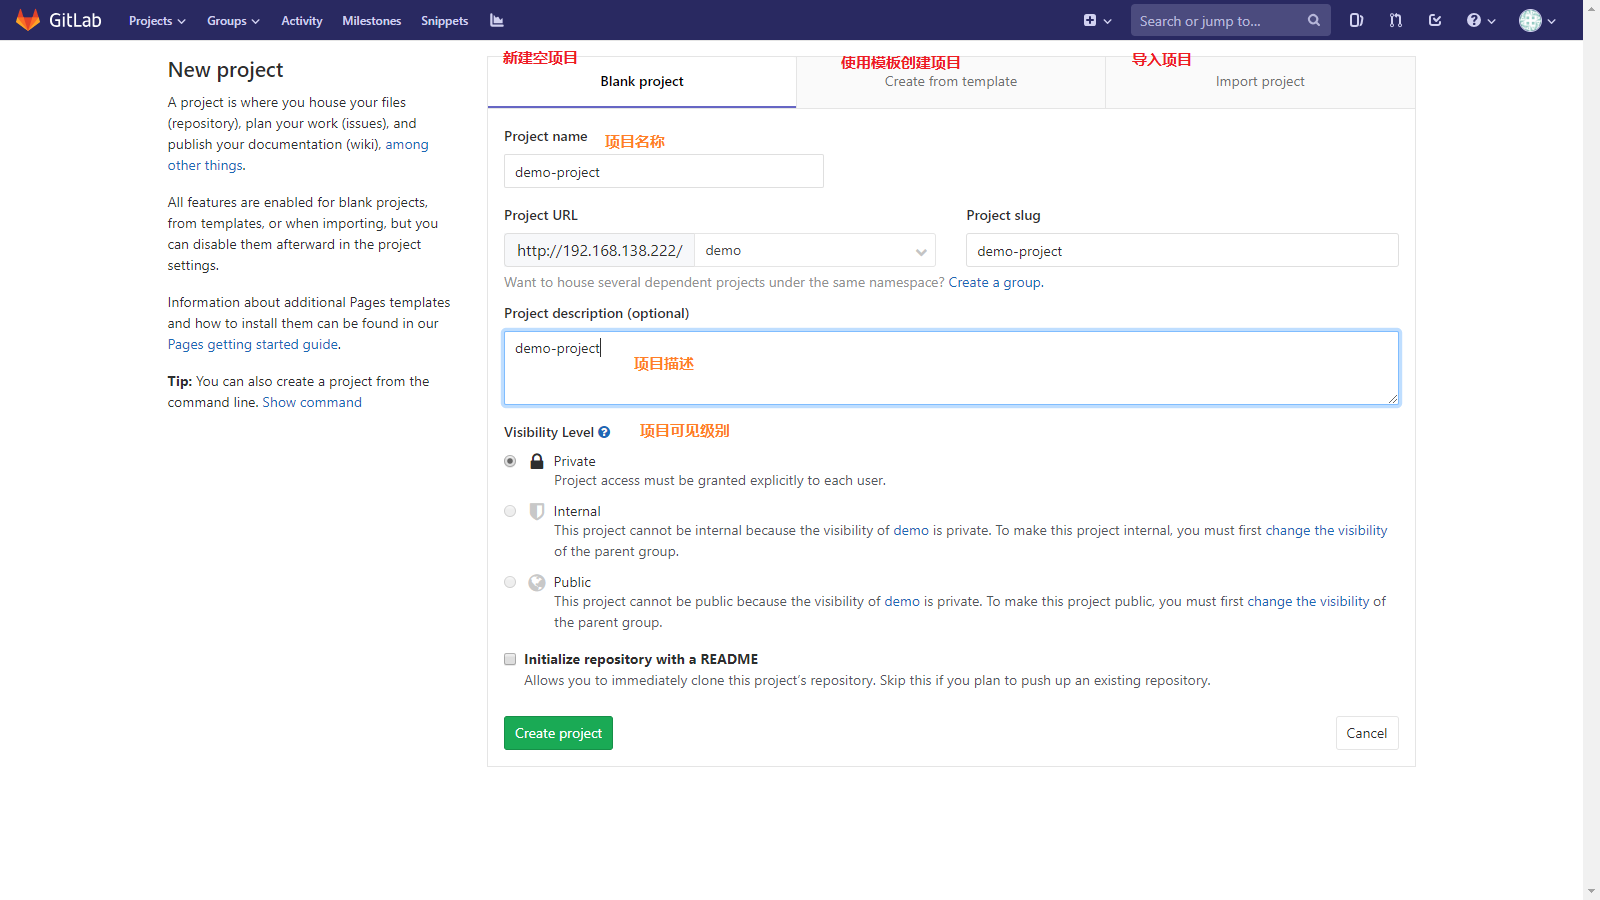 GitLab Projects Groups Activity Milestones Snippets Search or jump to...
New project
A project is where you house your files
(repository), plan your work (issues), and
publish your documentation (wiki), among
other things.
All features are enabled for blank projects,
from templates, or when importing, but you
can disable them afterward in the project
settings.
Information about additional Pages templates
and how to install them can be found in our
Pages getting started guide.
Tip: You can also create a project from the
command line. Show command
新建空项目
Blank project
使用模板创建项目
Create from template
导入项目
Import project
Project name 项目名称
demo-project
Project URL
http://192.168.138.222/ demo
Project slug
demo-project
Want to house several dependent projects under the same namespace? Create a group.
Project description (optional)
demo-project
项目描述
Visibility Level 项目可见级别
Private
Project access must be granted explicitly to each user.
Internal
This project cannot be internal because the visibility of demo is private. To make this project internal, you must first change the visibility
of the parent group.
Public
This project cannot be public because the visibility of demo is private. To make this project public, you must first change the visibility of
the parent group.
Initialize repository with a README
Allows you to immediately clone this project's repository. Skip this if you plan to push up an existing repository.
Create project
Cancel